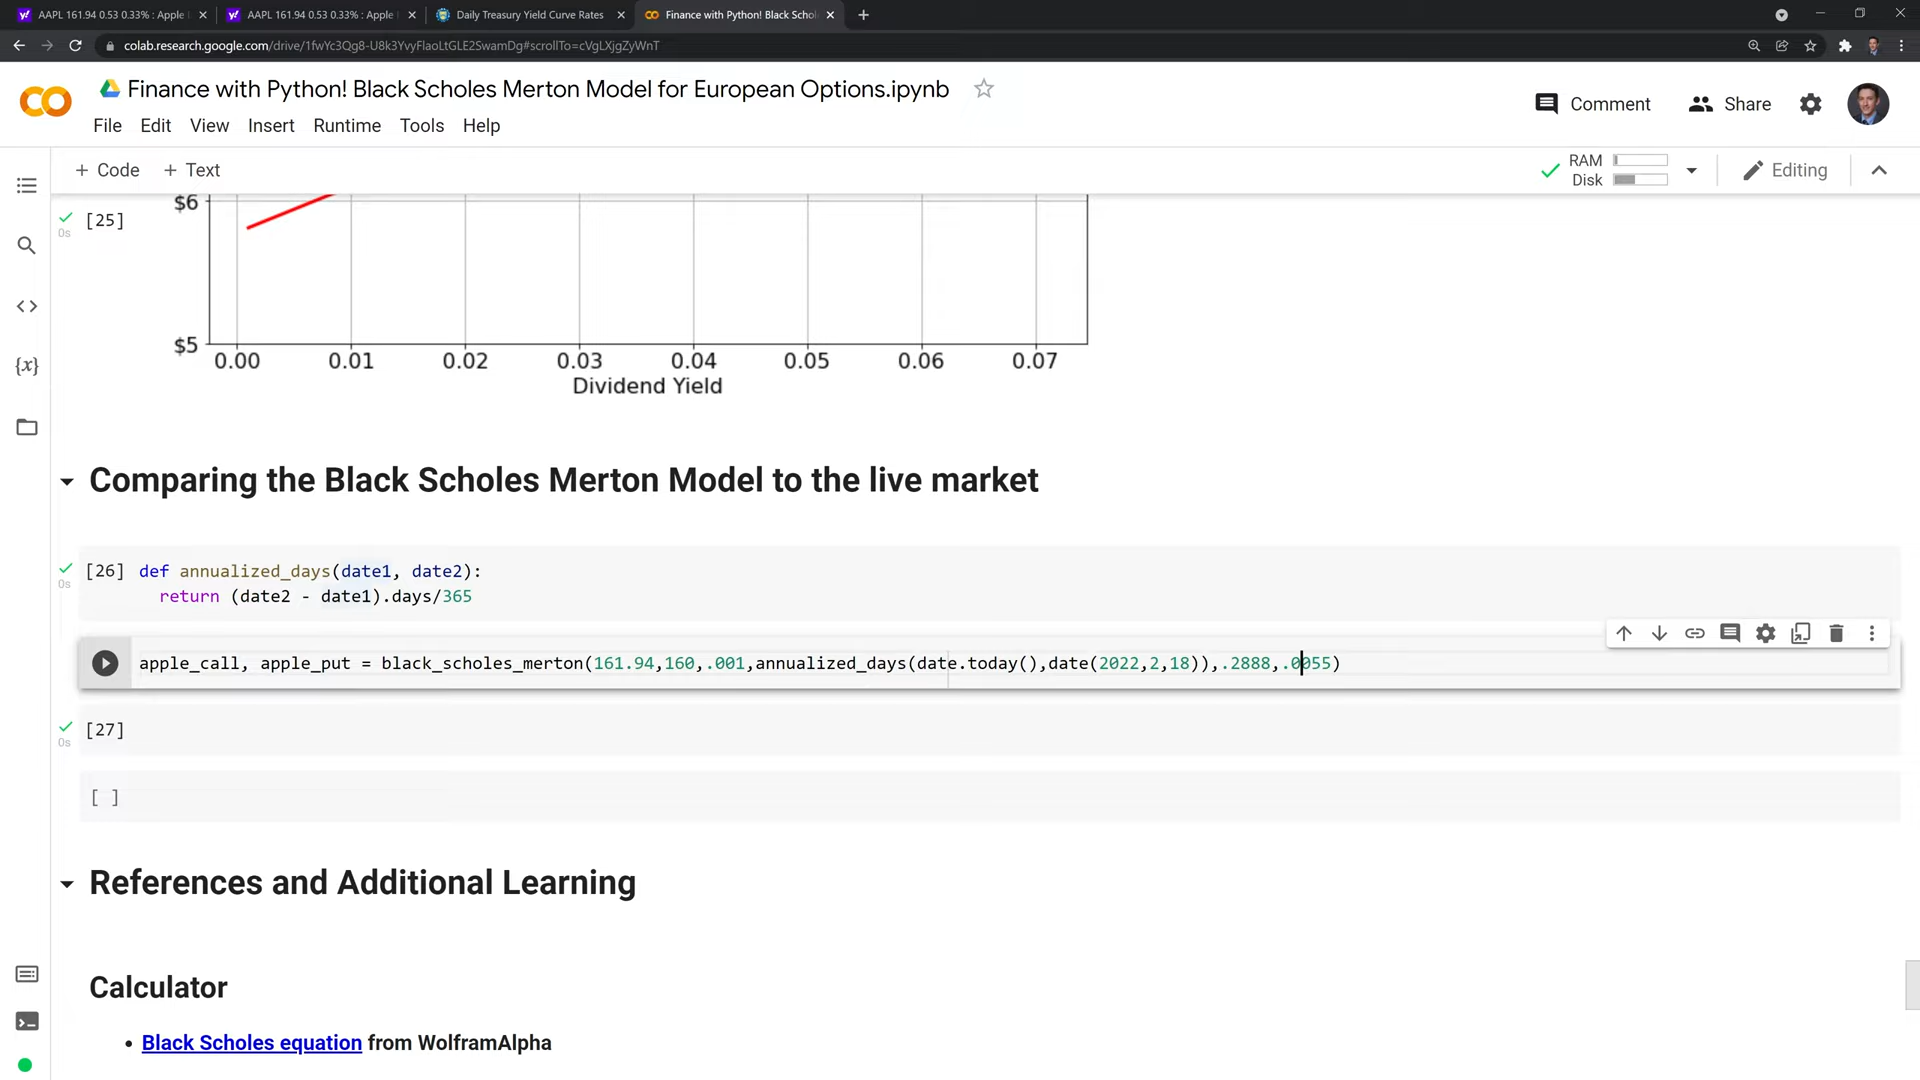 AAPL 161.94 0.53 0.33% : Apple
AAPL 161.94 0.53 0.33% : Apple
Daily Treasury Yield Curve Rates
Finance with Python! Black Schol
colab.research.google.com/drive/1fwYc3Qg8-U8k3YvyFlaoLtGLE2SwamDg#scrollTo=cVgLXjgZyWnT
Finance with Python! Black Scholes Merton Model for European Options.ipynb
Comment
Share
File Edit View Insert Runtime Tools Help
+ Code + Text
RAM
Disk
Editing
[25]
0s
$6
$5
0.00 0.01 0.02 0.03 0.04 0.05 0.06 0.07
Dividend Yield
Comparing the Black Scholes Merton Model to the live market
[26] def annualized_days(date1, date2):
0s
return (date2 - date1).days/365
apple_call, apple_put = black_scholes_merton(161.94,160,.001,annualized_days(date.today(),date(2022,2,18)),.2888,.0055)
[27]
0s
[ ]
References and Additional Learning
Calculator
• Black Scholes equation from WolframAlpha